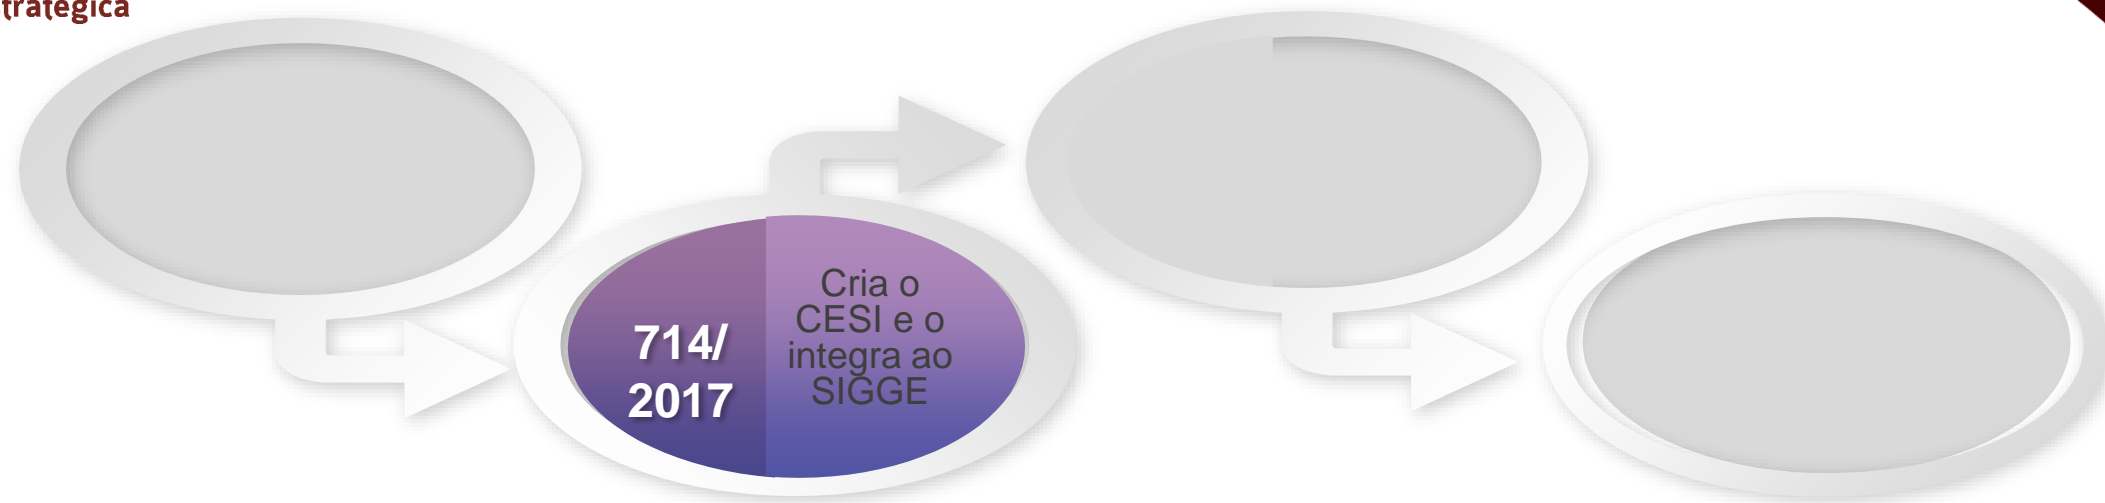 tratégica
714/
2017
Cria o
CESI e o
integra ao
SIGGE